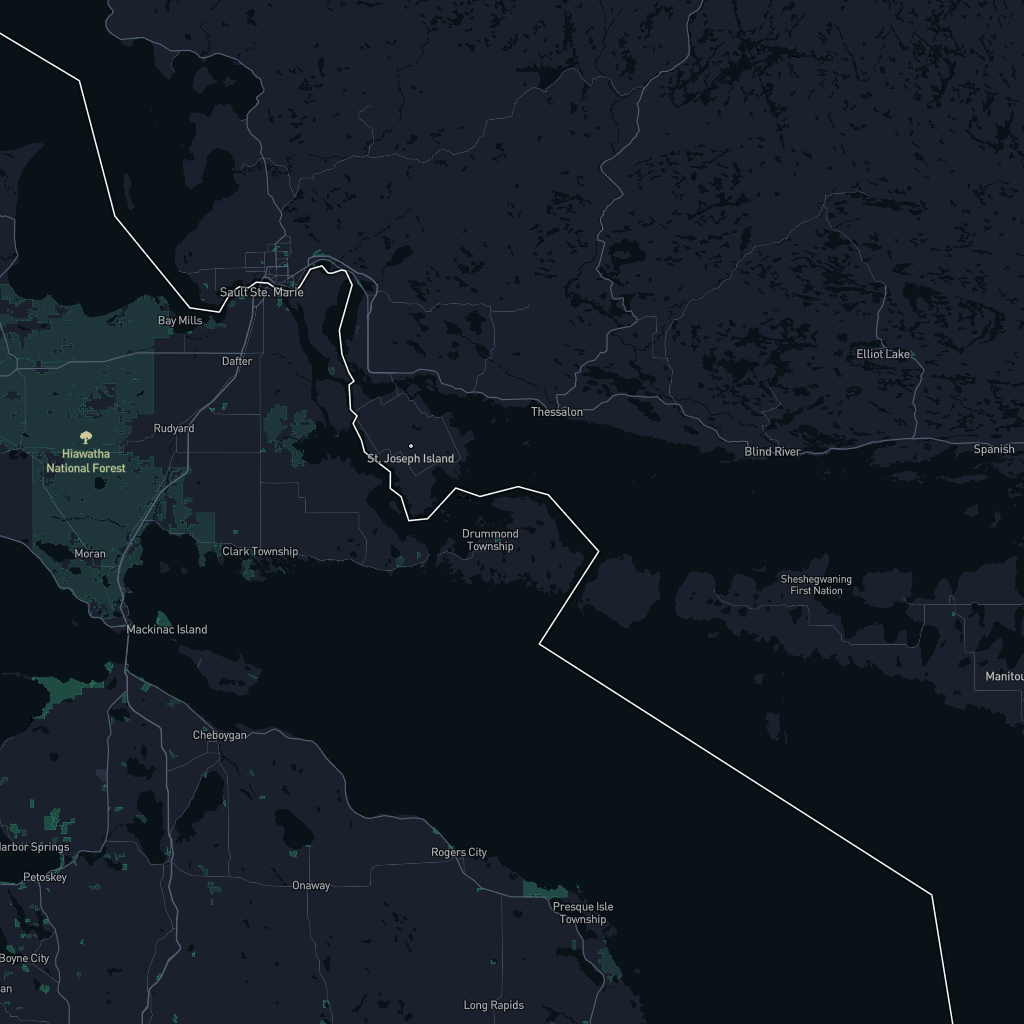 Sault Ste. Marie
Bay Mills
Dafter
Elliot Lake
Thessalon
Rudyard
Hiawatha
National Forest
St. Joseph Island
Blind River
Spanish
Drummond
Township
Moran
Clark Township
Sheshegwaning
First Nation
Mackinac Island
Manitou
Cheboygan
Harbor Springs
Rogers City
Petoskey
Onaway
Presque Isle
Township
Boyne City
an
Long Rapids